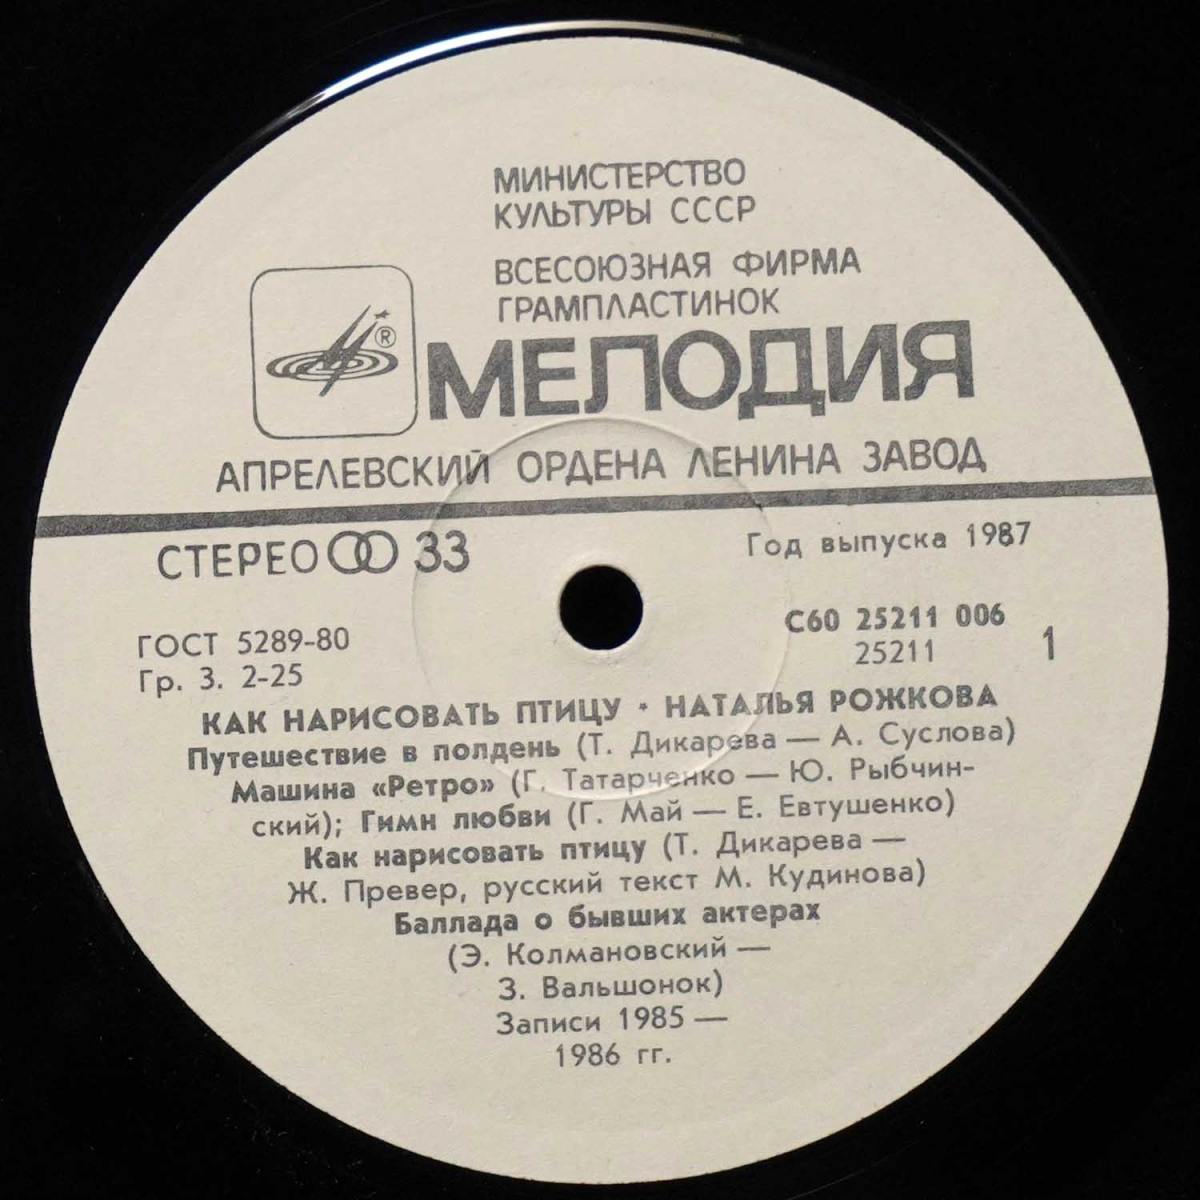 МИНИСТЕРСТВО
КУЛЬТУРЫ СССР
ВСЕСОЮЗНАЯ ФИРМА
ГРАМПЛАСТИНОК
®
МЕЛОДИЯ
АПРЕЛЕВСКИЙ ОРДЕНА ЛЕНИНА ЗАВОД
СТЕРЕО 33
Год выпуска 1987
ГОСТ 5289-80
Гр. 3. 2-25
С60 25211 006
25211
1
КАК НАРИСОВАТЬ ПТИЦУ • НАТАЛЬЯ РОЖКОВА
Путешествие в полдень (Т. Дикарева — А. Суслова)
Машина «Ретро» (Г. Татарченко — Ю. Рыбчин-
ский); Гимн любви (Г. Май — Е. Евтушенко)
Как нарисовать птицу (Т. Дикарева —
Ж. Превер, русский текст М. Кудинова)
Баллада о бывших актерах
(Э. Колмановский —
З. Вальшонок)
Записи 1985 —
1986 гг.